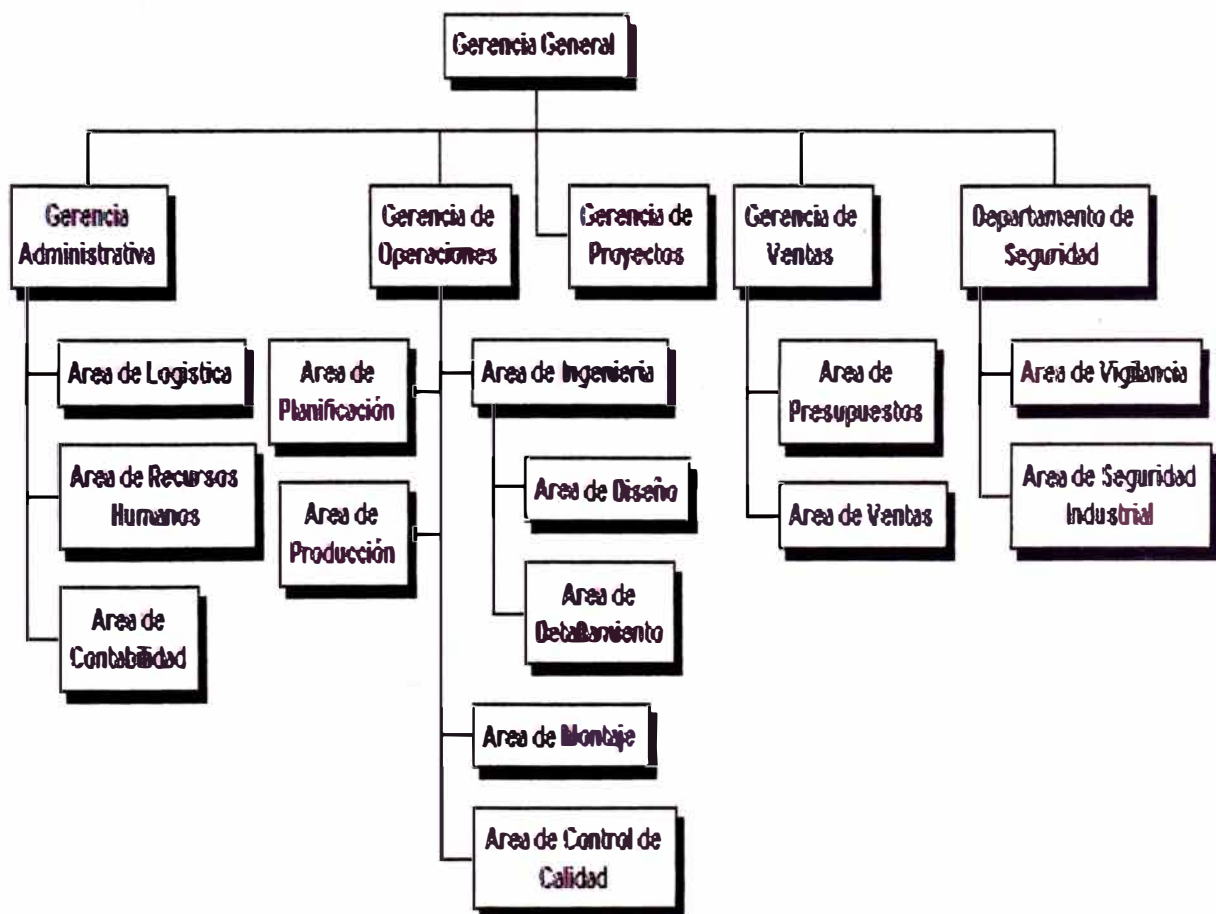 Gerencia General
Gerencia
Administrativa
Gerencia de
Operaciones
Gerencia de
Proyectos
Gerencia de
Ventas
Departamento de
Seguridad
Area de Logistica
Area de Recursos
Humanos
Area de
Contabilidad
Area de
Planificación
Area de
Producción
Area de Ingenieria
Area de Diseño
Area de
Detallamiento
Area de Montaje
Area de Control de
Calidad
Area de
Presupuestos
Area de Ventas
Area de Vigilancia
Area de Seguridad
Industrial